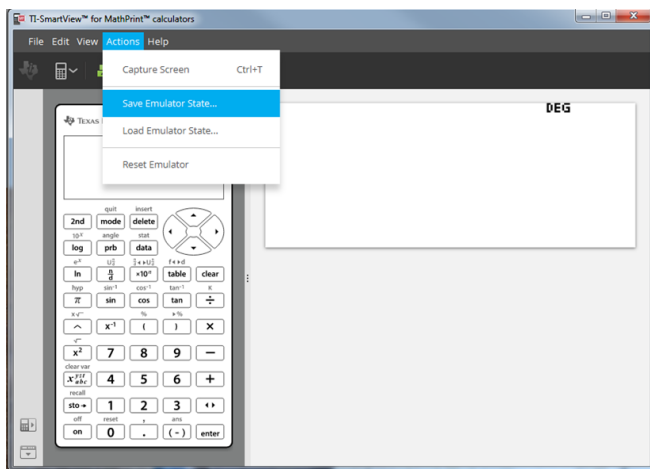 TI-SmartView™ for MathPrint™ calculators
File Edit View Actions Help
Capture Screen Ctrl+T
Save Emulator State...
Load Emulator State...
Reset Emulator
DEG
TEXAS
quit insert
2nd mode delete
10ˣ angle stat
log prb data
eˣ f◄►d
ln n/d ×10ⁿ table clear
hyp sin⁻¹ cos⁻¹ tan⁻¹ K
π sin cos tan ÷
x√ % ►%
^ x⁻¹ ( ) ×
√
x² 7 8 9 −
clear var
x yzt abc 4 5 6 +
recall
sto→ 1 2 3 ◄►
off reset , ans
on 0 . (-) enter